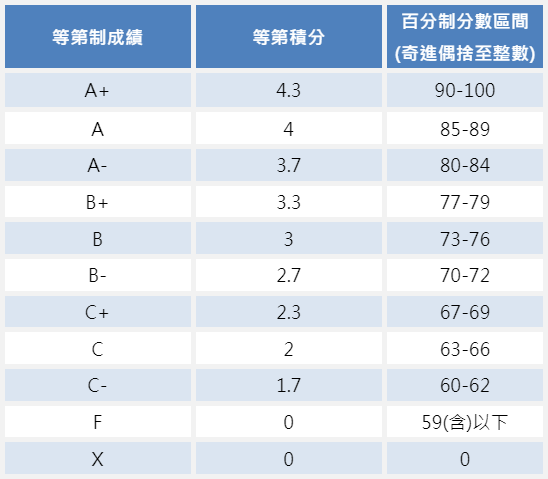 等第制成績 等第積分 百分制分數區間
(奇進偶捨至整數)
A+ 4.3 90-100
A 4 85-89
A- 3.7 80-84
B+ 3.3 77-79
B 3 73-76
B- 2.7 70-72
C+ 2.3 67-69
C 2 63-66
C- 1.7 60-62
F 0 59(含)以下
X 0 0